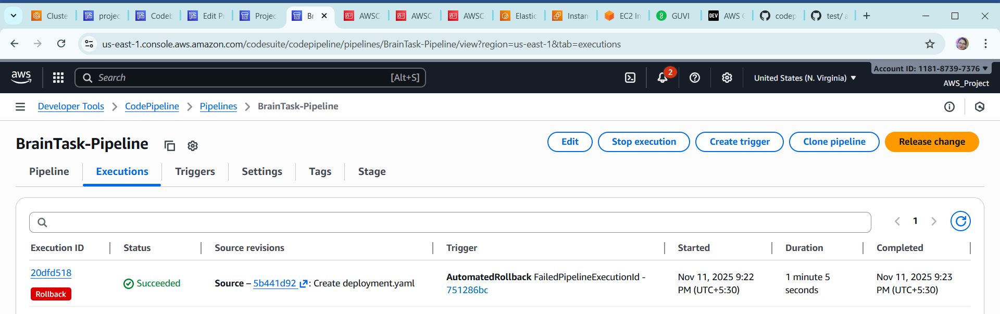 Cluste
projec
Codeb
Edit Pi
Projec
Br
AWSC
AWSC
AWSC
Elastic
Instan
EC2 In
GUVI
DEV
AWS C
codep
test/ a
us-east-1.console.aws.amazon.com/codesuite/codepipeline/pipelines/BrainTask-Pipeline/view?region=us-east-1&tab=executions
aws
Search
[Alt+S]
2
United States (N. Virginia)
Account ID: 1181-8739-7376
AWS_Project
Developer Tools
CodePipeline
Pipelines
BrainTask-Pipeline
BrainTask-Pipeline
Edit
Stop execution
Create trigger
Clone pipeline
Release change
Pipeline
Executions
Triggers
Settings
Tags
Stage
1
Execution ID
Status
Source revisions
Trigger
Started
Duration
Completed
20dfd518
Rollback
Succeeded
Source – 5b441d92 : Create deployment.yaml
AutomatedRollback FailedPipelineExecutionId -
751286bc
Nov 11, 2025 9:22
PM (UTC+5:30)
1 minute 5
seconds
Nov 11, 2025 9:23
PM (UTC+5:30)